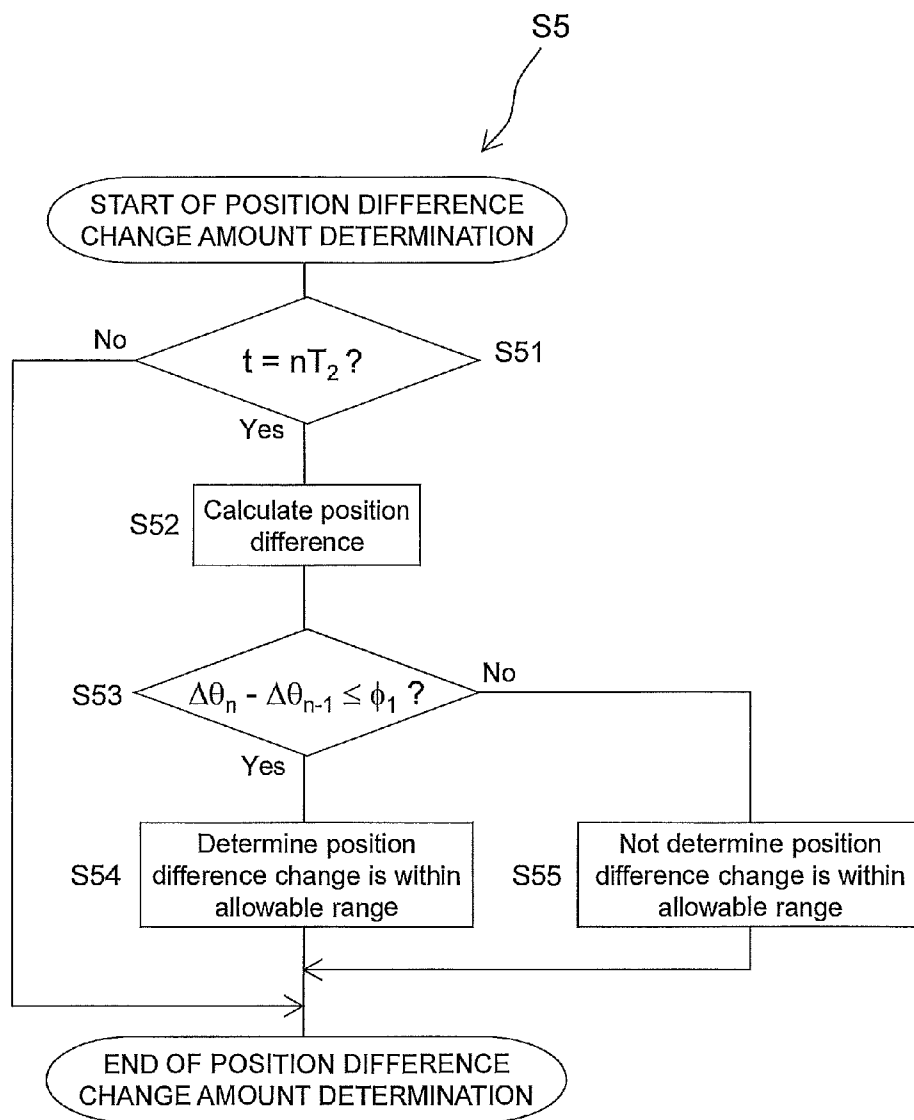 S5
START OF POSITION DIFFERENCE
CHANGE AMOUNT DETERMINATION
No
t = nT₂ ?
S51
Yes
S52
Calculate position
difference
S53
Δθₙ - Δθₙ₋₁ ≤ ϕ₁ ?
No
Yes
S54
Determine position
difference change is within
allowable range
S55
Not determine position
difference change is within
allowable range
END OF POSITION DIFFERENCE
CHANGE AMOUNT DETERMINATION